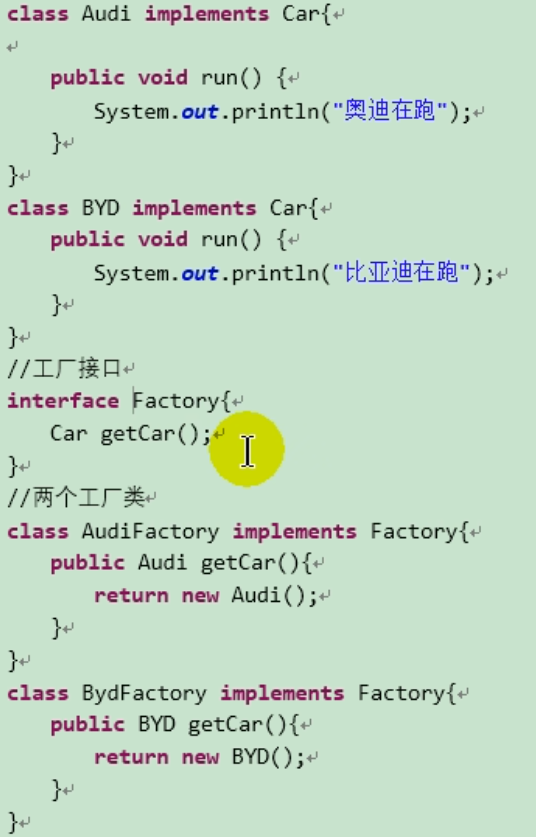 class Audi implements Car{
public void run() {
System.out.println("奥迪在跑");
}
}
class BYD implements Car{
public void run() {
System.out.println("比亚迪在跑");
}
}
//工厂接口
interface Factory{
Car getCar();
}
//两个工厂类
class AudiFactory implements Factory{
public Audi getCar(){
return new Audi();
}
}
class BydFactory implements Factory{
public BYD getCar(){
return new BYD();
}
}